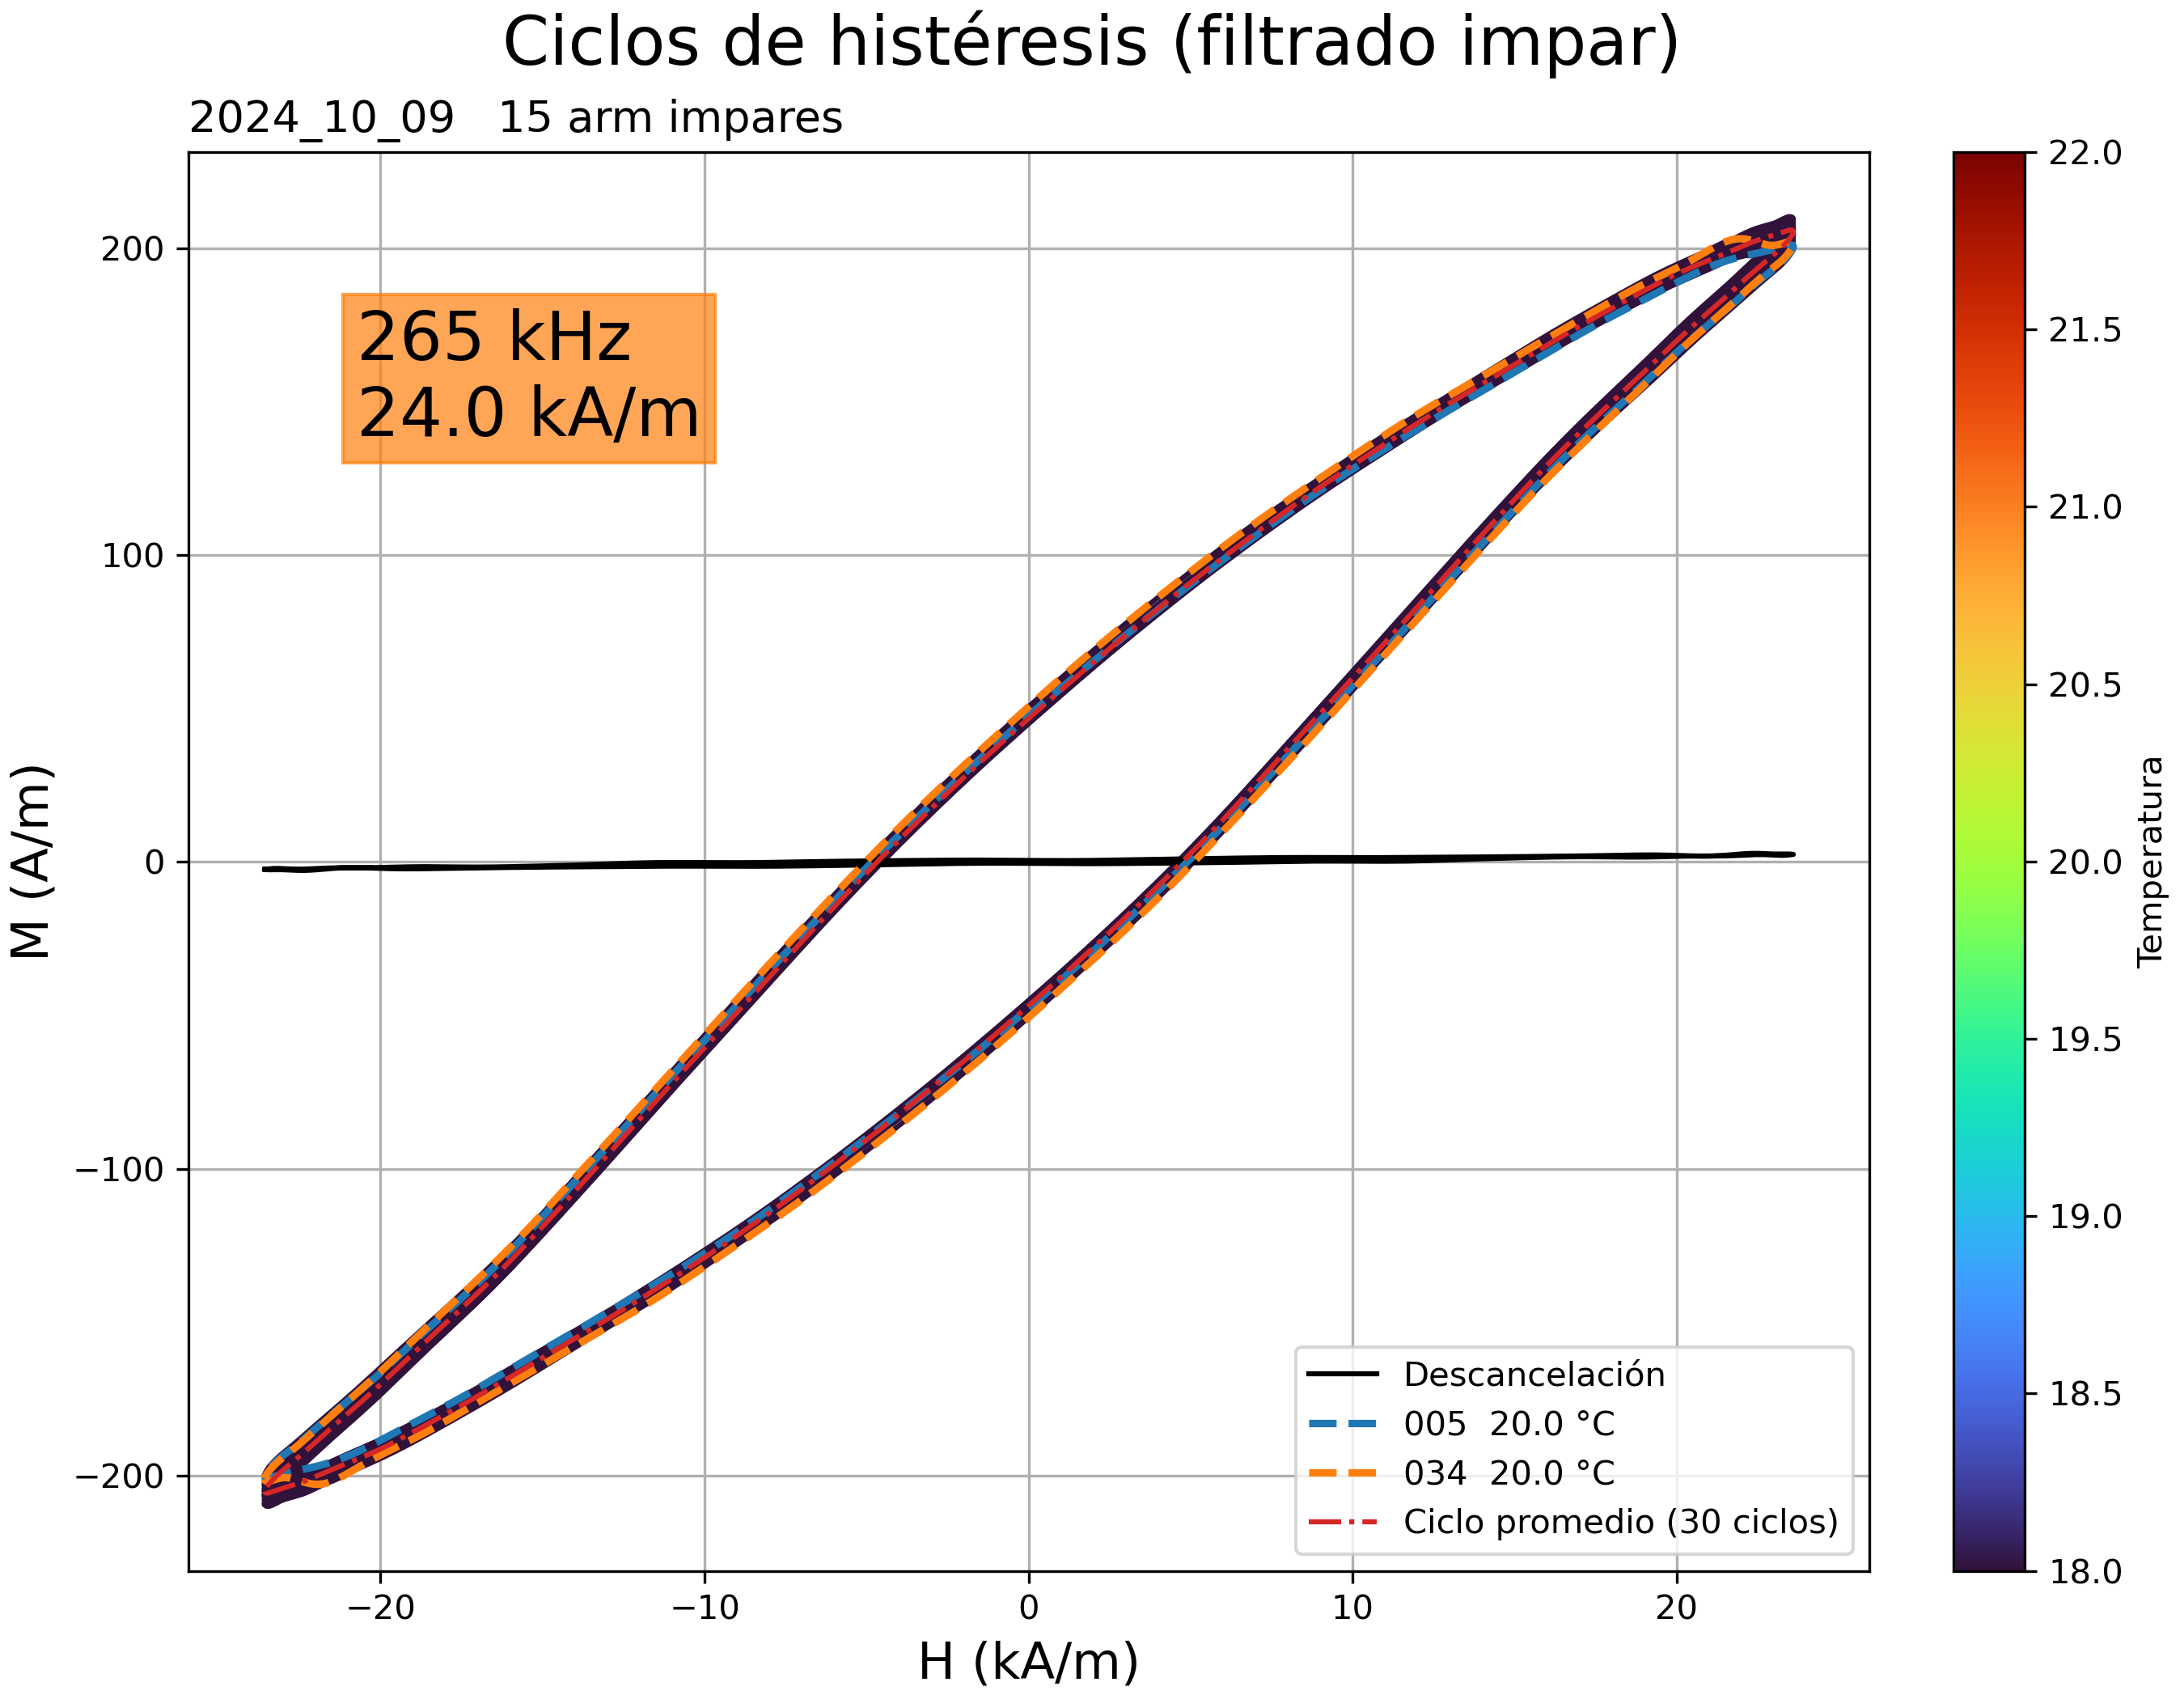 Ciclos de histéresis (filtrado impar)
2024_10_09   15 arm impares
265 kHz
24.0 kA/m
M (A/m)
200
100
0
−100
−200
−20
−10
0
10
20
H (kA/m)
Descancelación
005  20.0 °C
034  20.0 °C
Ciclo promedio (30 ciclos)
22.0
21.5
21.0
20.5
20.0
19.5
19.0
18.5
18.0
Temperatura